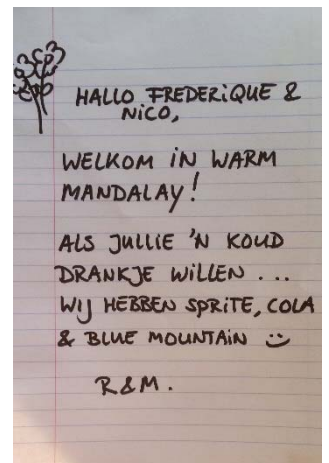 HALLO FREDERIQUE &
NICO,
WELKOM IN WARM
MANDALAY!
ALS JULLIE 'N KOUD
DRANKJE WILLEN ...
WIJ HEBBEN SPRITE, COLA
& BLUE MOUNTAIN :)
R&M.